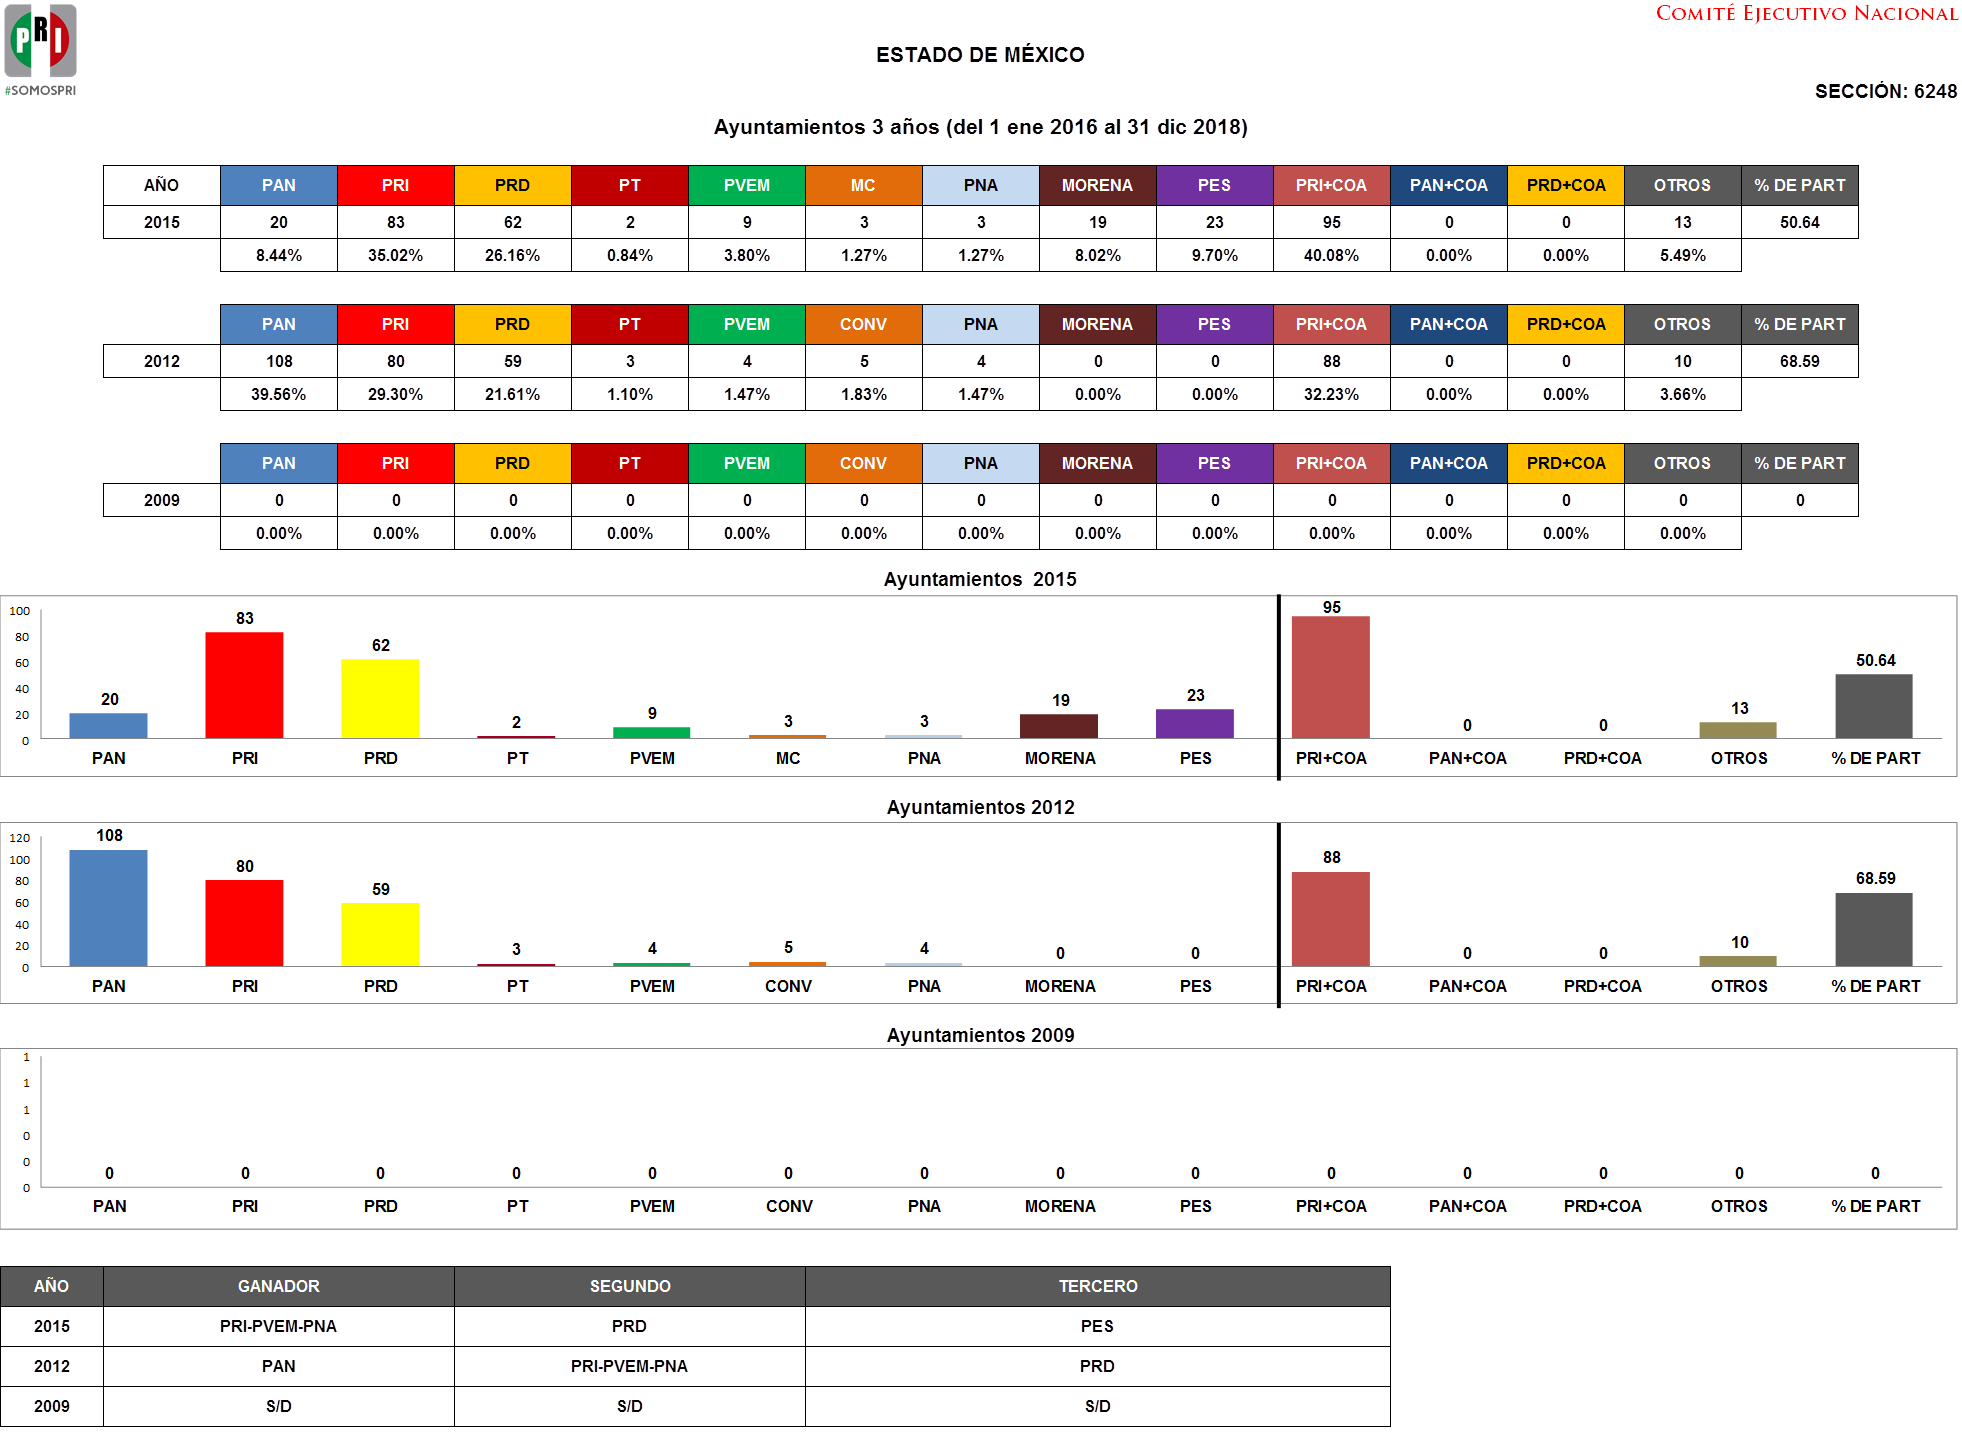 PRI
#SOMOSPRI
COMITÉ EJECUTIVO NACIONAL
ESTADO DE MÉXICO
SECCIÓN: 6248
Ayuntamientos 3 años (del 1 ene 2016 al 31 dic 2018)
AÑO PAN PRI PRD PT PVEM MC PNA MORENA PES PRI+COA PAN+COA PRD+COA OTROS % DE PART
2015 20 83 62 2 9 3 3 19 23 95 0 0 13 50.64
8.44% 35.02% 26.16% 0.84% 3.80% 1.27% 1.27% 8.02% 9.70% 40.08% 0.00% 0.00% 5.49%
PAN PRI PRD PT PVEM CONV PNA MORENA PES PRI+COA PAN+COA PRD+COA OTROS % DE PART
2012 108 80 59 3 4 5 4 0 0 88 0 0 10 68.59
39.56% 29.30% 21.61% 1.10% 1.47% 1.83% 1.47% 0.00% 0.00% 32.23% 0.00% 0.00% 3.66%
PAN PRI PRD PT PVEM CONV PNA MORENA PES PRI+COA PAN+COA PRD+COA OTROS % DE PART
2009 0 0 0 0 0 0 0 0 0 0 0 0 0 0
0.00% 0.00% 0.00% 0.00% 0.00% 0.00% 0.00% 0.00% 0.00% 0.00% 0.00% 0.00% 0.00%
Ayuntamientos 2015
100
80
60
40
20
0
20 83 62 2 9 3 3 19 23 95 0 0 13 50.64
PAN PRI PRD PT PVEM MC PNA MORENA PES PRI+COA PAN+COA PRD+COA OTROS % DE PART
Ayuntamientos 2012
120
100
80
60
40
20
0
108 80 59 3 4 5 4 0 0 88 0 0 10 68.59
PAN PRI PRD PT PVEM CONV PNA MORENA PES PRI+COA PAN+COA PRD+COA OTROS % DE PART
Ayuntamientos 2009
1
1
1
0
0
0
0 0 0 0 0 0 0 0 0 0 0 0 0 0
PAN PRI PRD PT PVEM CONV PNA MORENA PES PRI+COA PAN+COA PRD+COA OTROS % DE PART
AÑO GANADOR SEGUNDO TERCERO
2015 PRI-PVEM-PNA PRD PES
2012 PAN PRI-PVEM-PNA PRD
2009 S/D S/D S/D